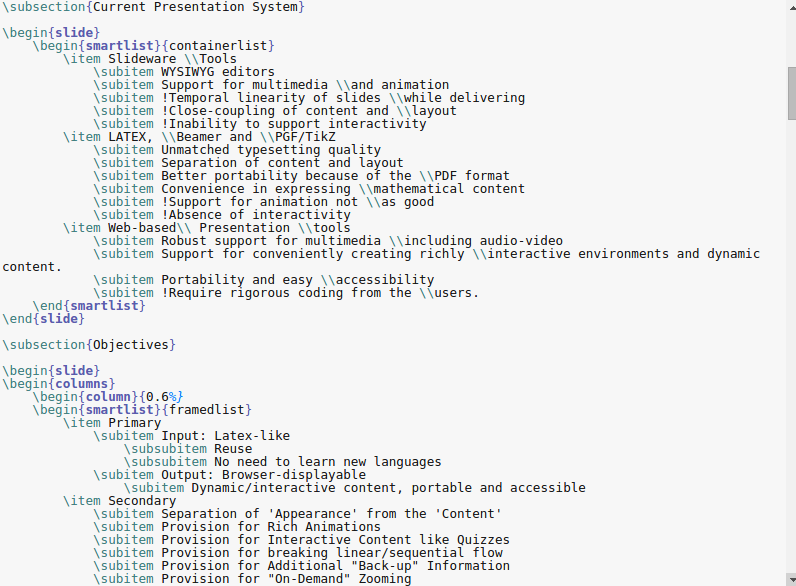 \subsection{Current Presentation System}

\begin{slide}
    \begin{smartlist}{containerlist}
        \item Slideware \\Tools
            \subitem WYSIWYG editors
            \subitem Support for multimedia \\and animation
            \subitem !Temporal linearity of slides \\while delivering
            \subitem !Close-coupling of content and \\layout
            \subitem !Inability to support interactivity
        \item LATEX, \\Beamer and \\PGF/TikZ
            \subitem Unmatched typesetting quality
            \subitem Separation of content and layout
            \subitem Better portability because of the \\PDF format
            \subitem Convenience in expressing \\mathematical content
            \subitem !Support for animation not \\as good
            \subitem !Absence of interactivity
        \item Web-based\\ Presentation \\tools
            \subitem Robust support for multimedia \\including audio-video
            \subitem Support for conveniently creating richly \\interactive environments and dynamic
content.
            \subitem Portability and easy \\accessibility
            \subitem !Require rigorous coding from the \\users.
    \end{smartlist}
\end{slide}

\subsection{Objectives}

\begin{slide}
\begin{columns}
    \begin{column}{0.6%}
    \begin{smartlist}{framedlist}
        \item Primary
            \subitem Input: Latex-like
                \subsubitem Reuse
                \subsubitem No need to learn new languages
            \subitem Output: Browser-displayable
                \subitem Dynamic/interactive content, portable and accessible
        \item Secondary
            \subitem Separation of 'Appearance' from the 'Content'
            \subitem Provision for Rich Animations
            \subitem Provision for Interactive Content like Quizzes
            \subitem Provision for breaking linear/sequential flow
            \subitem Provision for Additional "Back-up" Information
            \subitem Provision for "On-Demand" Zooming